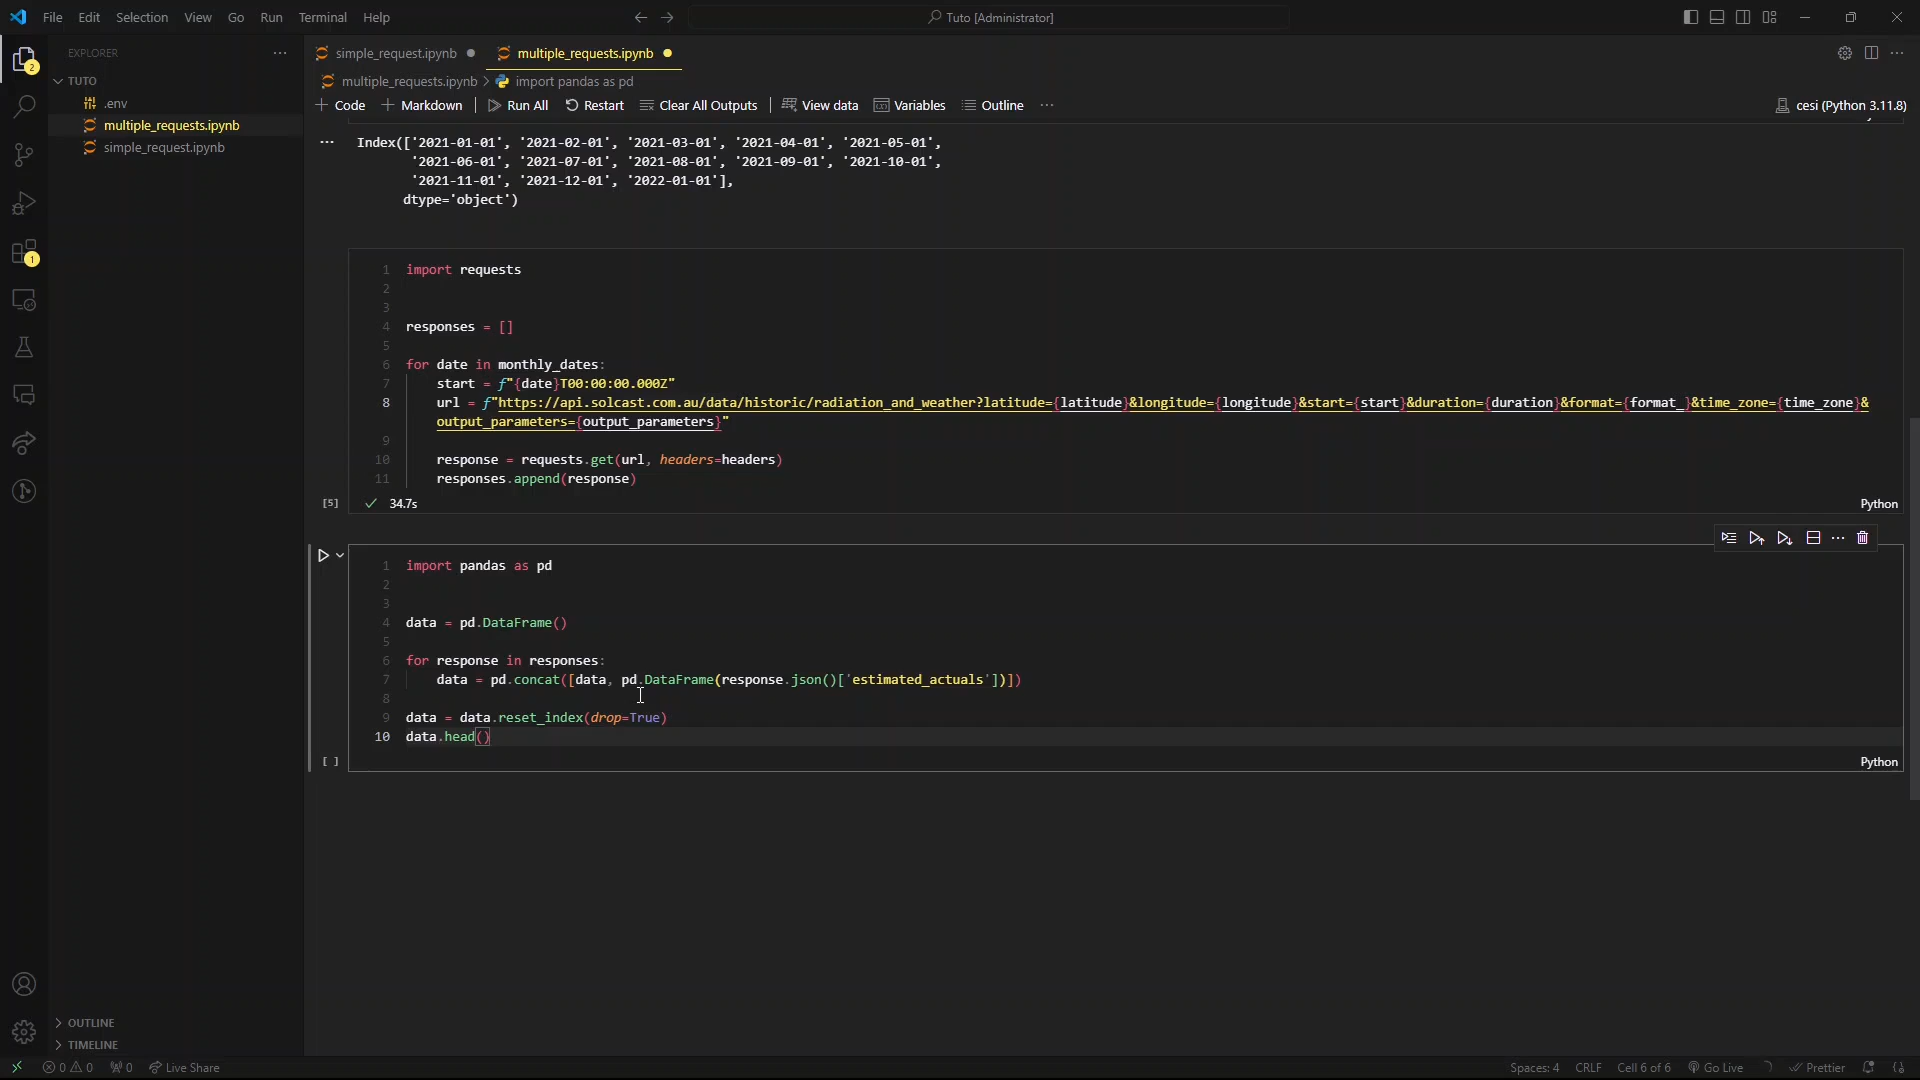 File Edit Selection View Go Run Terminal Help
Tuto [Administrator]
EXPLORER
TUTO
.env
multiple_requests.ipynb
simple_request.ipynb
OUTLINE
TIMELINE
2
1
simple_request.ipynb
multiple_requests.ipynb
multiple_requests.ipynb > import pandas as pd
+ Code + Markdown Run All Restart Clear All Outputs View data Variables Outline ...
cesi (Python 3.11.8)
Index(['2021-01-01', '2021-02-01', '2021-03-01', '2021-04-01', '2021-05-01',
'2021-06-01', '2021-07-01', '2021-08-01', '2021-09-01', '2021-10-01',
'2021-11-01', '2021-12-01', '2022-01-01'],
dtype='object')
1 import requests
2
3
4 responses = []
5
6 for date in monthly_dates:
7 start = f"{date}T00:00:00.000Z"
8 url = f"https://api.solcast.com.au/data/historic/radiation_and_weather?latitude={latitude}&longitude={longitude}&start={start}&duration={duration}&format={format_}&time_zone={time_zone}&
output_parameters={output_parameters}"
9
10 response = requests.get(url, headers=headers)
11 responses.append(response)
[5] 34.7s Python
1 import pandas as pd
2
3
4 data = pd.DataFrame()
5
6 for response in responses:
7 data = pd.concat([data, pd.DataFrame(response.json()['estimated_actuals'])])
8
9 data = data.reset_index(drop=True)
10 data.head()
[ ] Python
0 0 0 Live Share Spaces: 4 CRLF Cell 6 of 6 Go Live Prettier